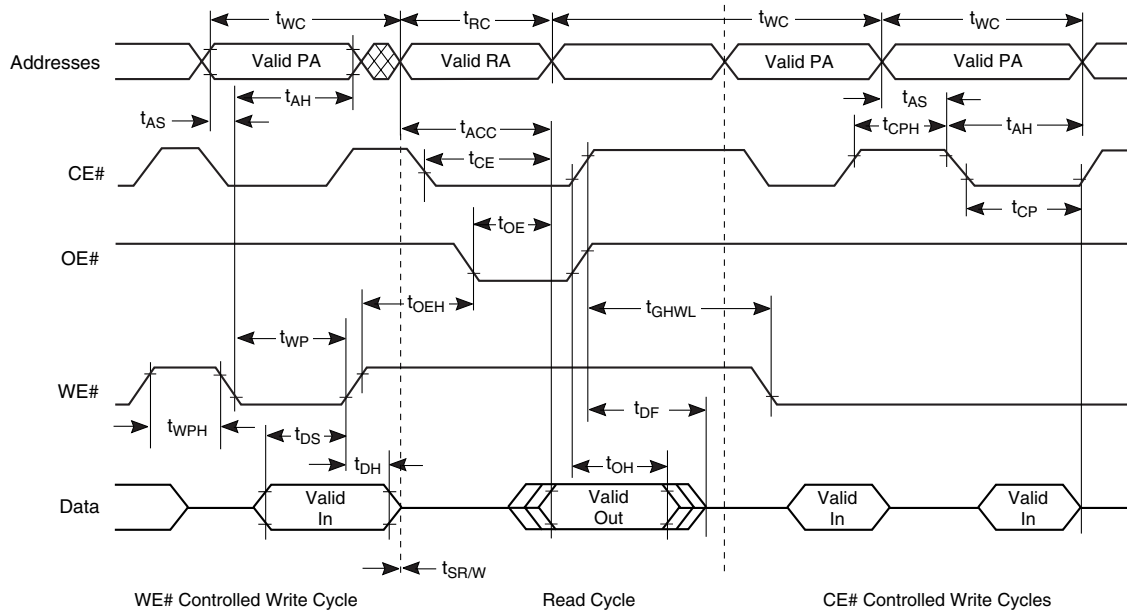 tWC tRC tWC tWC
Addresses Valid PA Valid RA Valid PA Valid PA
tAH tAS
tAS tACC tCPH tAH
CE# tCE
tCP
tOE
OE#
tOEH tGHWL
tWP
WE#
tDF
tWPH tDS
tDH tOH
Data Valid In Valid Out Valid In Valid In
tSR/W
WE# Controlled Write Cycle Read Cycle CE# Controlled Write Cycles